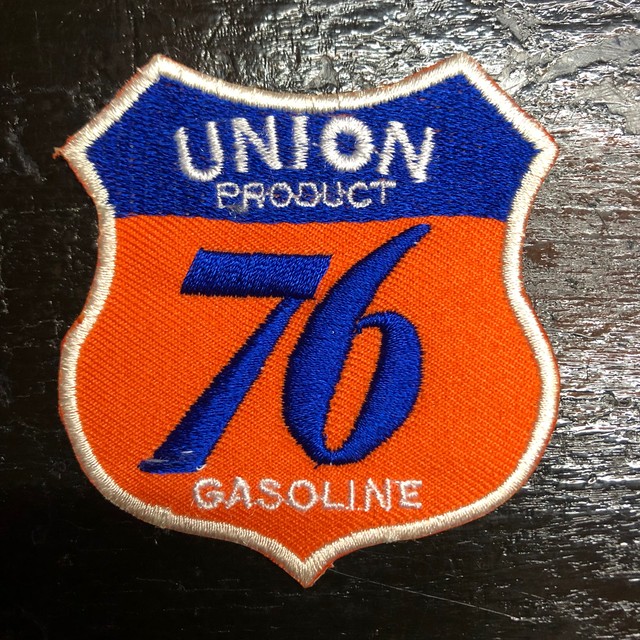 UNION
PRODUCT
76
GASOLINE